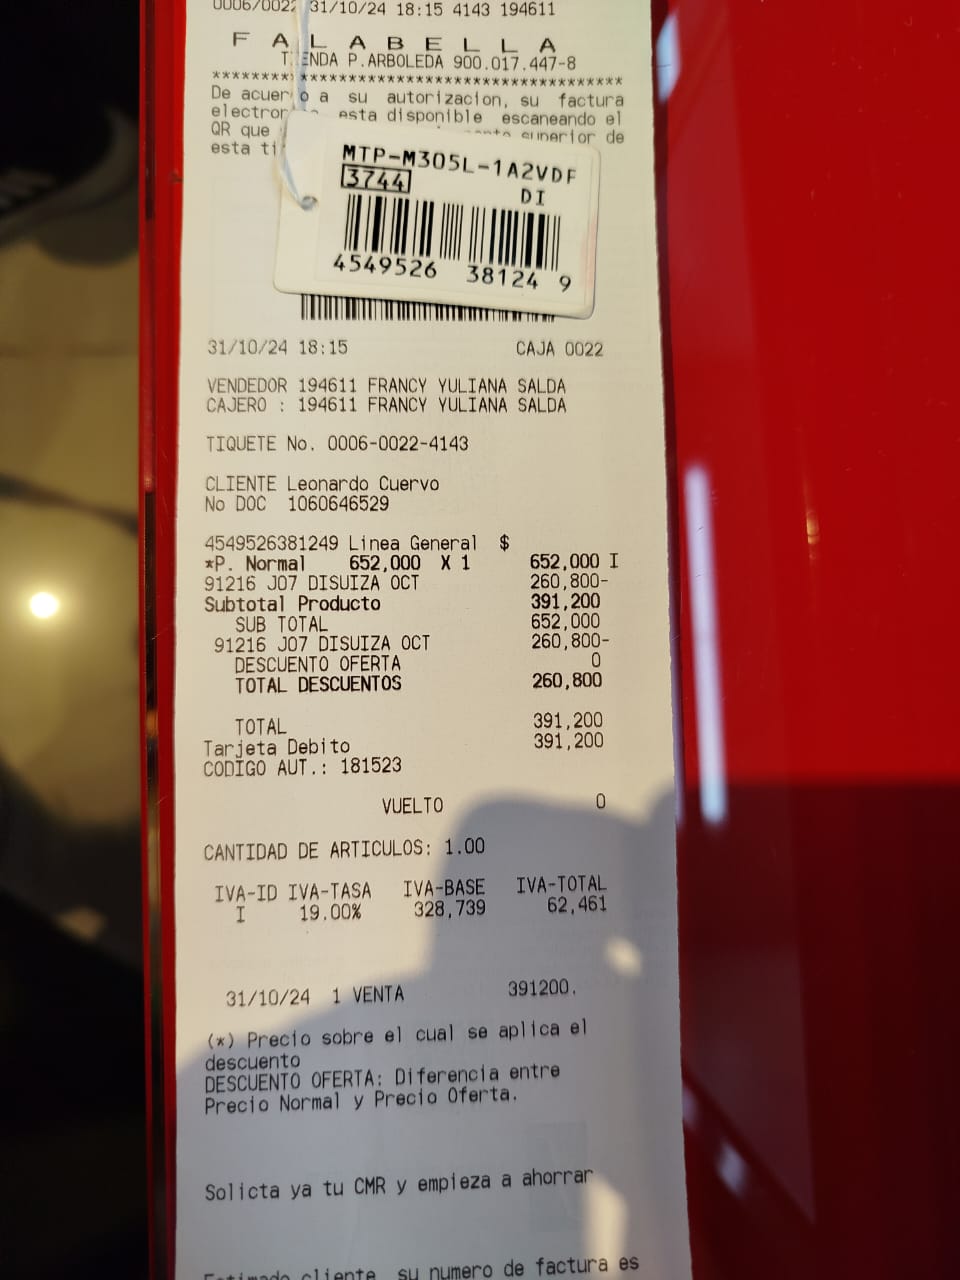 0006/0022 31/10/24 18:15 4143 194611
F A L A B E L L A
TIENDA P.ARBOLEDA 900.017.447-8
****************************************
De acuerdo a su autorizacion, su factura
esta disponible escaneando el
QR que superior de
esta
MTP-M305L-1A2VDF
3744
DI
4549526 38124 9
31/10/24 18:15 CAJA 0022
VENDEDOR 194611 FRANCY YULIANA SALDA
CAJERO : 194611 FRANCY YULIANA SALDA
TIQUETE No. 0006-0022-4143
CLIENTE Leonardo Cuervo
No DOC 1060646529
4549526381249 Linea General $
*P. Normal 652,000 X 1 652,000 I
91216 J07 DISUIZA OCT 260,800-
Subtotal Producto 391,200
SUB TOTAL 652,000
91216 J07 DISUIZA OCT 260,800-
DESCUENTO OFERTA 0
TOTAL DESCUENTOS 260,800
TOTAL 391,200
Tarjeta Debito 391,200
CODIGO AUT.: 181523
VUELTO 0
CANTIDAD DE ARTICULOS: 1.00
IVA-ID IVA-TASA IVA-BASE IVA-TOTAL
I 19.00% 328,739 62,461
31/10/24 1 VENTA 391200.
(*) Precio sobre el cual se aplica el
descuento
DESCUENTO OFERTA: Diferencia entre
Precio Normal y Precio Oferta.
Solicta ya tu CMR y empieza a ahorrar
Estimado cliente su numero de factura es